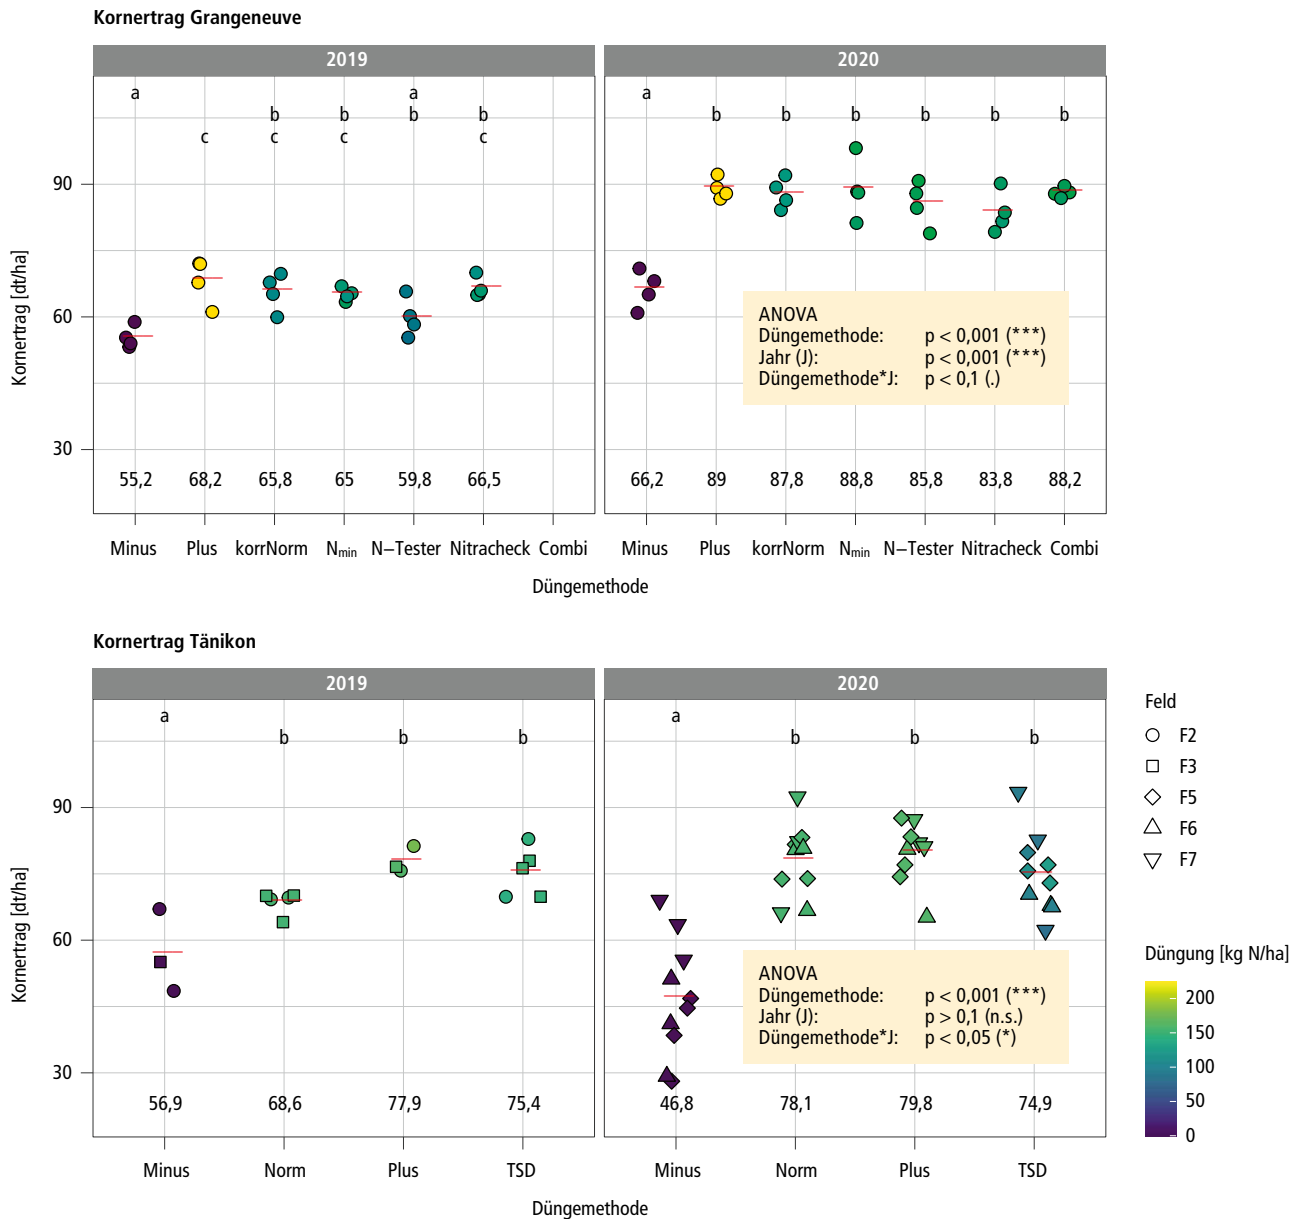 Kornertrag Grangeneuve
2019
2020
a a a
b b b b b b b b b b
c c c c
90
60
30
Kornertrag [dt/ha]
ANOVA
Düngemethode: p < 0,001 (***)
Jahr (J): p < 0,001 (***)
Düngemethode*J: p < 0,1 (.)
55,2 68,2 65,8 65 59,8 66,5 66,2 89 87,8 88,8 85,8 83,8 88,2
Minus Plus korrNorm Nmin N–Tester Nitracheck Combi Minus Plus korrNorm Nmin N–Tester Nitracheck Combi
Düngemethode
Kornertrag Tänikon
2019
2020
a a
b b b b b b
90
60
30
Kornertrag [dt/ha]
ANOVA
Düngemethode: p < 0,001 (***)
Jahr (J): p > 0,1 (n.s.)
Düngemethode*J: p < 0,05 (*)
56,9 68,6 77,9 75,4 46,8 78,1 79,8 74,9
Minus Norm Plus TSD Minus Norm Plus TSD
Düngemethode
Feld
F2
F3
F5
F6
F7
Düngung [kg N/ha]
200
150
100
50
0